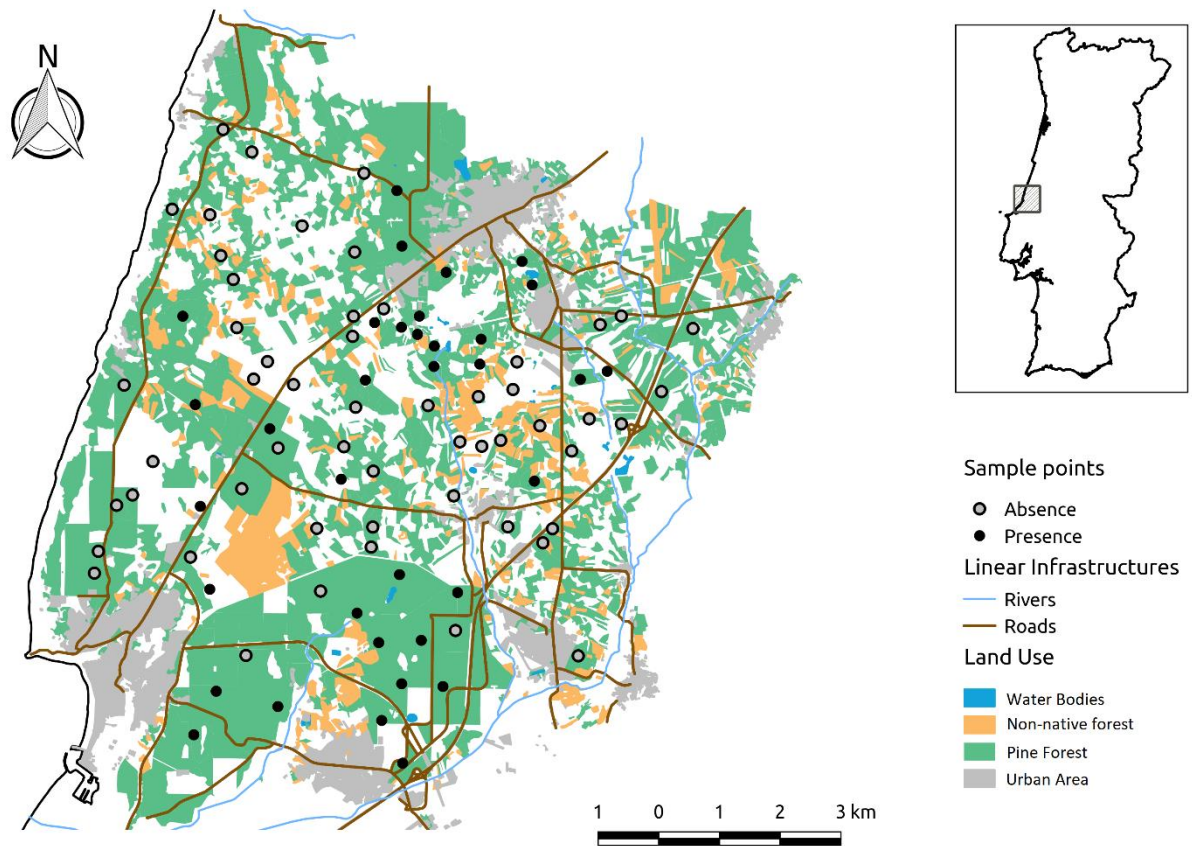 N
Sample points
Absence
Presence
Linear Infrastructures
Rivers
Roads
Land Use
Water Bodies
Non-native forest
Pine Forest
Urban Area
1 0 1 2 3 km